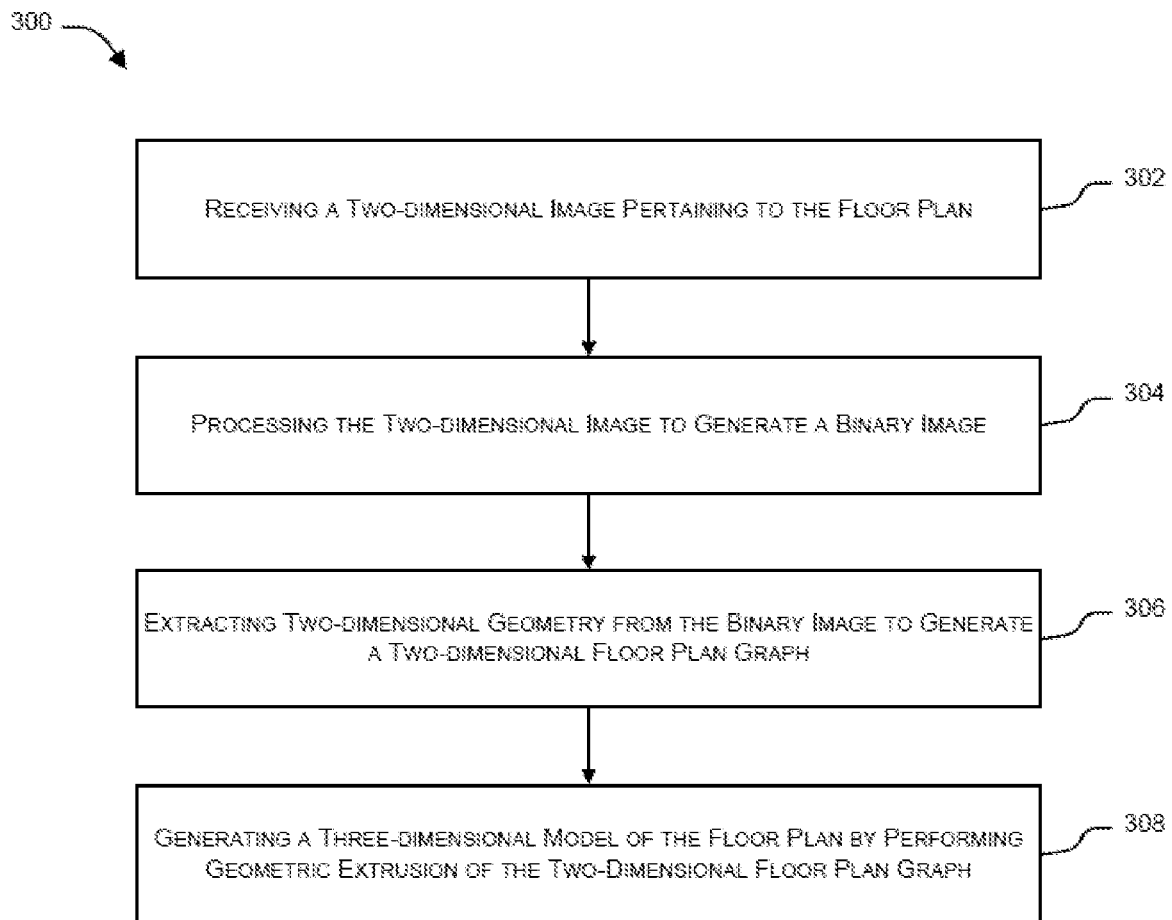 300
302
RECEIVING A TWO-DIMENSIONAL IMAGE PERTAINING TO THE FLOOR PLAN
304
PROCESSING THE TWO-DIMENSIONAL IMAGE TO GENERATE A BINARY IMAGE
306
EXTRACTING TWO-DIMENSIONAL GEOMETRY FROM THE BINARY IMAGE TO GENERATE
A TWO-DIMENSIONAL FLOOR PLAN GRAPH
308
GENERATING A THREE-DIMENSIONAL MODEL OF THE FLOOR PLAN BY PERFORMING
GEOMETRIC EXTRUSION OF THE TWO-DIMENSIONAL FLOOR PLAN GRAPH